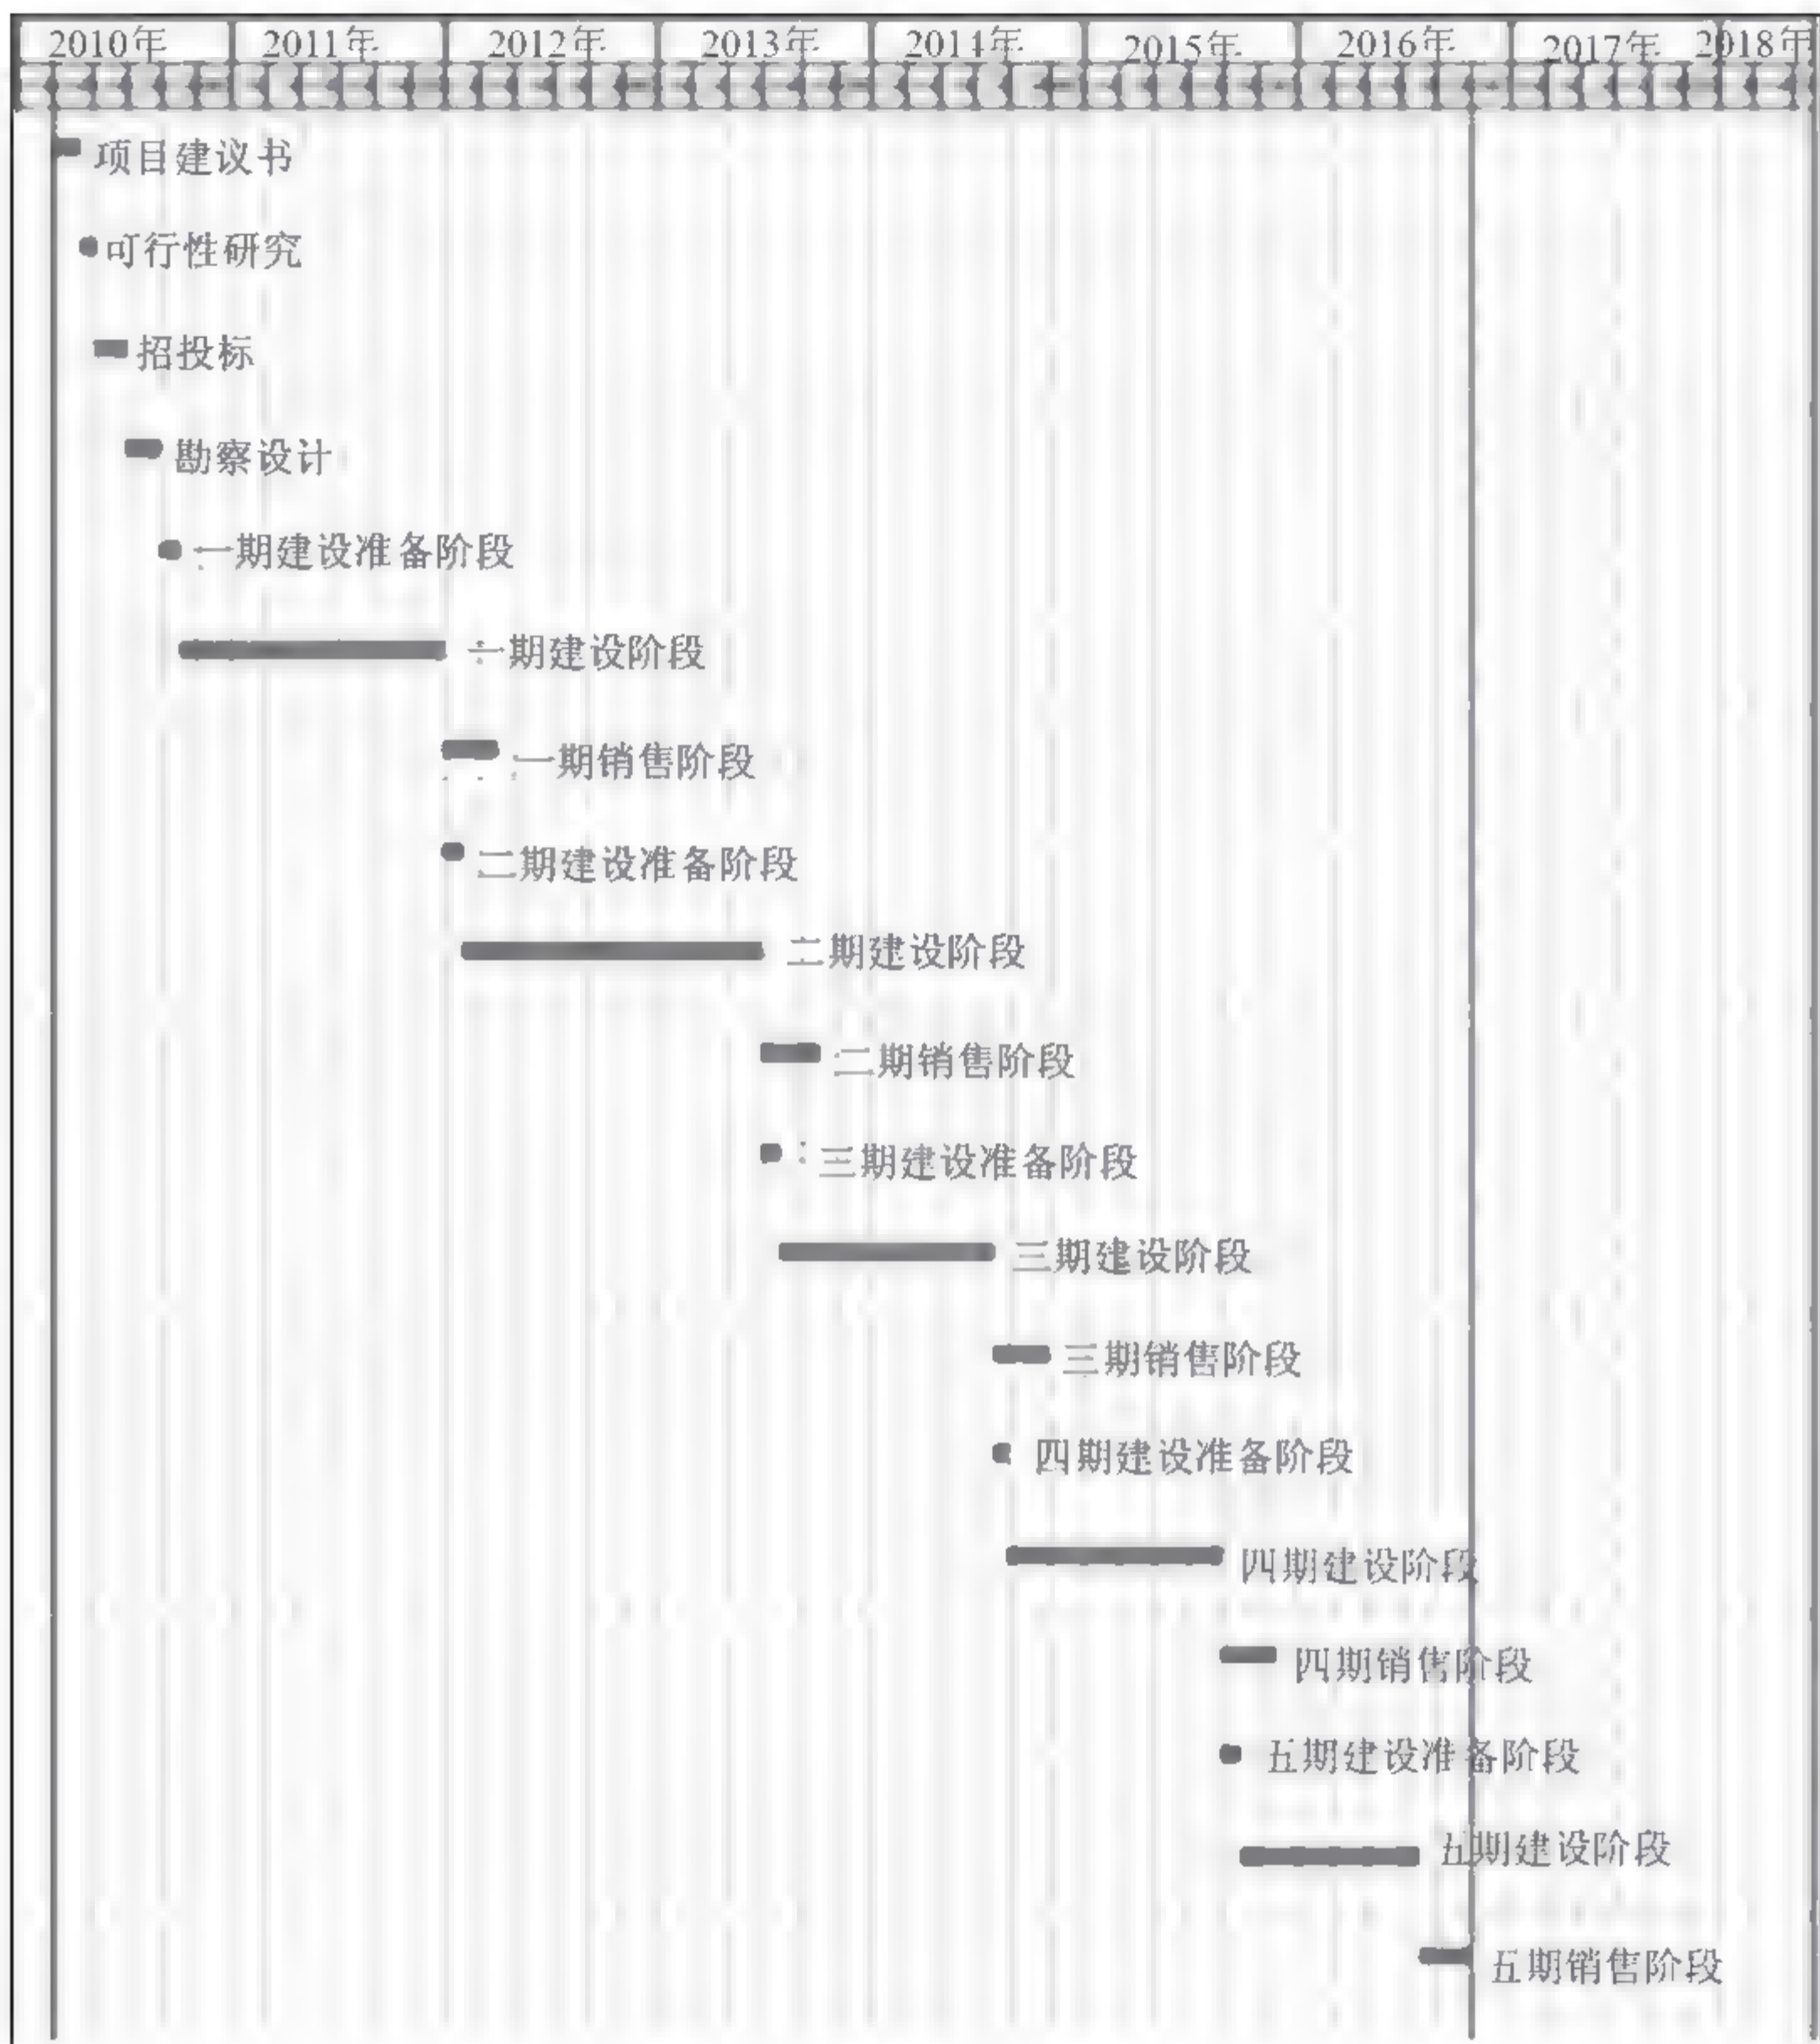 2010年 2011年 2012年 2013年 2014年 2015年 2016年 2017年 2018年
项目建议书
可行性研究
招投标
勘察设计
一期建设准备阶段
一期建设阶段
一期销售阶段
二期建设准备阶段
二期建设阶段
二期销售阶段
三期建设准备阶段
三期建设阶段
三期销售阶段
四期建设准备阶段
四期建设阶段
四期销售阶段
五期建设准备阶段
五期建设阶段
五期销售阶段